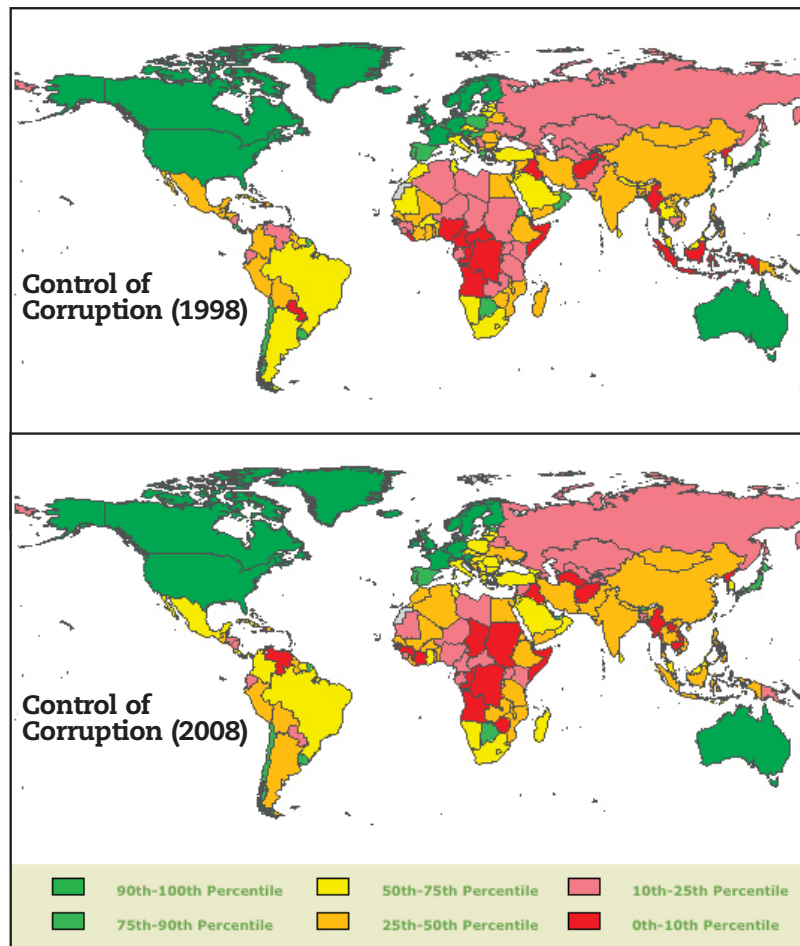 Control of
Corruption (1998)
Control of
Corruption (2008)
90th-100th Percentile 50th-75th Percentile 10th-25th Percentile
75th-90th Percentile 25th-50th Percentile 0th-10th Percentile